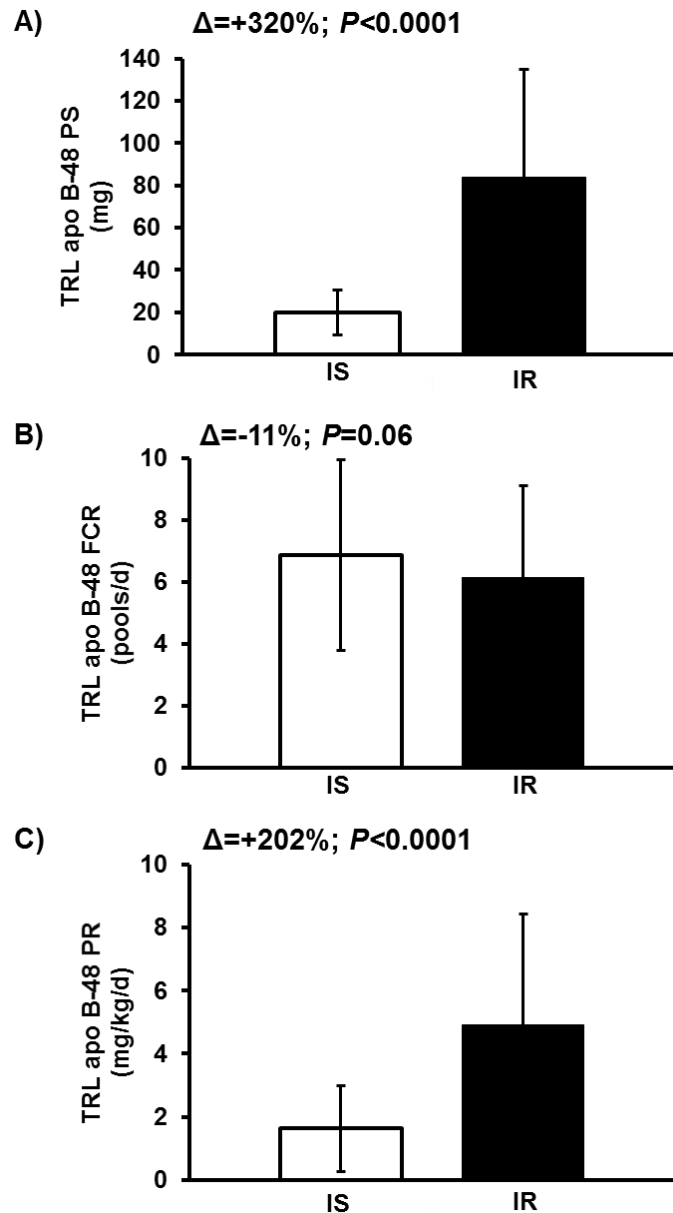 A)
Δ=+320%; P<0.0001
140
120
100
80
60
40
20
0
TRL apo B-48 PS
(mg)
IS
IR
B)
Δ=-11%; P=0.06
10
8
6
4
2
0
TRL apo B-48 FCR
(pools/d)
IS
IR
C)
Δ=+202%; P<0.0001
10
8
6
4
2
0
TRL apo B-48 PR
(mg/kg/d)
IS
IR